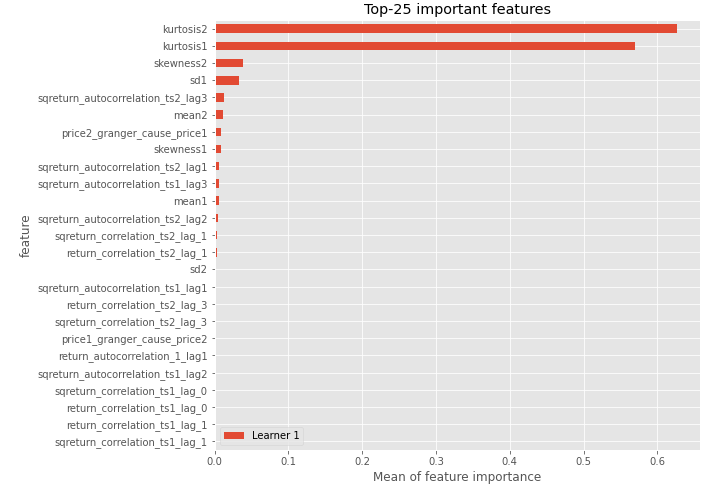 Top-25 important features
kurtosis2
kurtosis1
skewness2
sd1
sqreturn_autocorrelation_ts2_lag3
mean2
price2_granger_cause_price1
skewness1
sqreturn_autocorrelation_ts2_lag1
sqreturn_autocorrelation_ts1_lag3
mean1
sqreturn_autocorrelation_ts2_lag2
sqreturn_correlation_ts2_lag_1
return_correlation_ts2_lag_1
sd2
sqreturn_autocorrelation_ts1_lag1
return_correlation_ts2_lag_3
sqreturn_correlation_ts2_lag_3
price1_granger_cause_price2
return_autocorrelation_1_lag1
sqreturn_autocorrelation_ts1_lag2
sqreturn_correlation_ts1_lag_0
return_correlation_ts1_lag_0
return_correlation_ts1_lag_1
sqreturn_correlation_ts1_lag_1
feature
Learner 1
0.0 0.1 0.2 0.3 0.4 0.5 0.6
Mean of feature importance